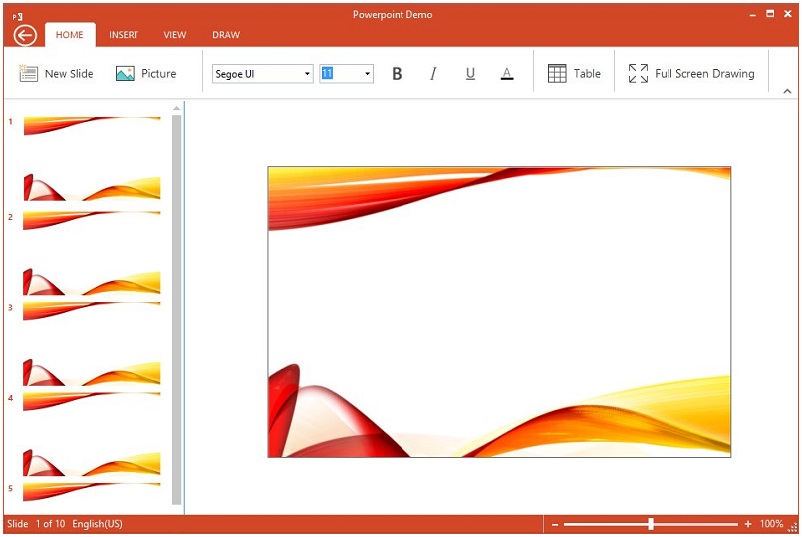 Powerpoint Demo
HOME INSERT VIEW DRAW
New Slide Picture Segoe UI 11 B I U A Table Full Screen Drawing
1
2
3
4
5
Slide 1 of 10 English(US) 100%